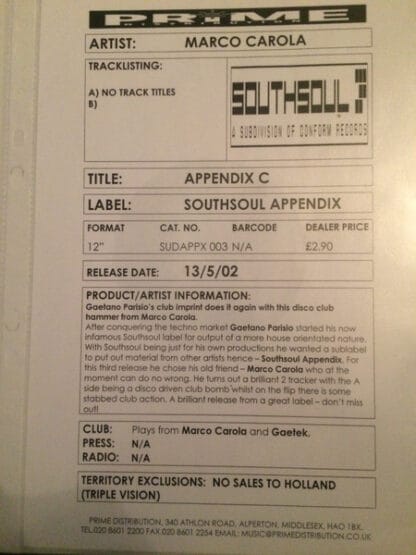 PRIME
DISTRIBUTION
ARTIST: MARCO CAROLA
TRACKLISTING:
A) NO TRACK TITLES
B)
SOUTHSOUL
A SUBDIVISION OF CONFORM RECORDS
TITLE: APPENDIX C
LABEL: SOUTHSOUL APPENDIX
FORMAT CAT. NO. BARCODE DEALER PRICE
12" SUDAPPX 003 N/A £2.90
RELEASE DATE: 13/5/02
PRODUCT/ARTIST INFORMATION:
Gaetano Parisio's club imprint does it again with this disco club
hammer from Marco Carola.
After conquering the techno market Gaetano Parisio started his now
infamous Southsoul label for output of a more house orientated nature.
With Southsoul being just for his own productions he wanted a sublabel
to put out material from other artists hence – Southsoul Appendix. For
this third release he chose his old friend – Marco Carola who at the
moment can do no wrong. He turns out a brilliant 2 tracker with the A
side being a disco driven club bomb whilst on the flip there is some
stabbed club action. A brilliant release from a great label – don't miss
out!
CLUB: Plays from Marco Carola and Gaetek.
PRESS: N/A
RADIO: N/A
TERRITORY EXCLUSIONS: NO SALES TO HOLLAND
(TRIPLE VISION)
PRIME DISTRIBUTION, 340 ATHLON ROAD, ALPERTON, MIDDLESEX, HAO 1BX.
TEL.020 8601 2200 FAX.020 8601 2254 EMAIL: MUSIC@PRIMEDISTRIBUTION.CO.UK